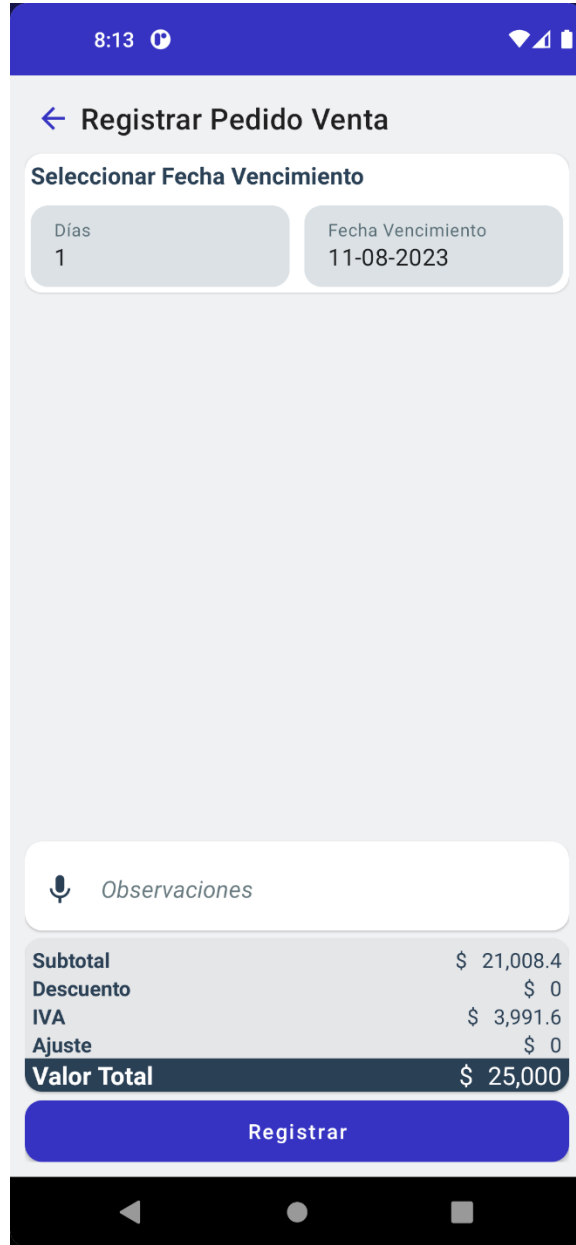 8:13
Registrar Pedido Venta
Seleccionar Fecha Vencimiento
Días
1
Fecha Vencimiento
11-08-2023
Observaciones
Subtotal $ 21,008.4
Descuento $ 0
IVA $ 3,991.6
Ajuste $ 0
Valor Total $ 25,000
Registrar